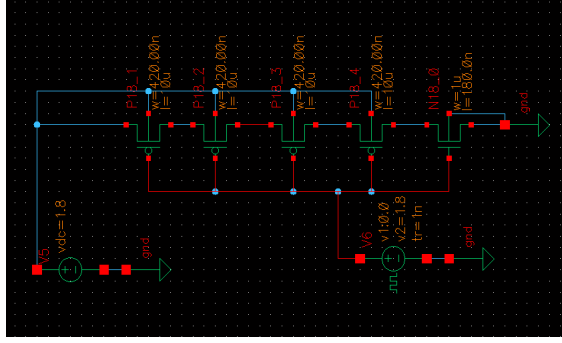 P18_1
w=420.00n
l=10u
P18_2
w=420.00n
l=10u
P18_3
w=420.00n
l=10u
P18_4
w=420.00n
l=10u
N18_0
w=1u
l=180.0n
gnd
V5
vdc=1.8
gnd
V6
v1:0.0
v2=1.8
tr=1n
gnd